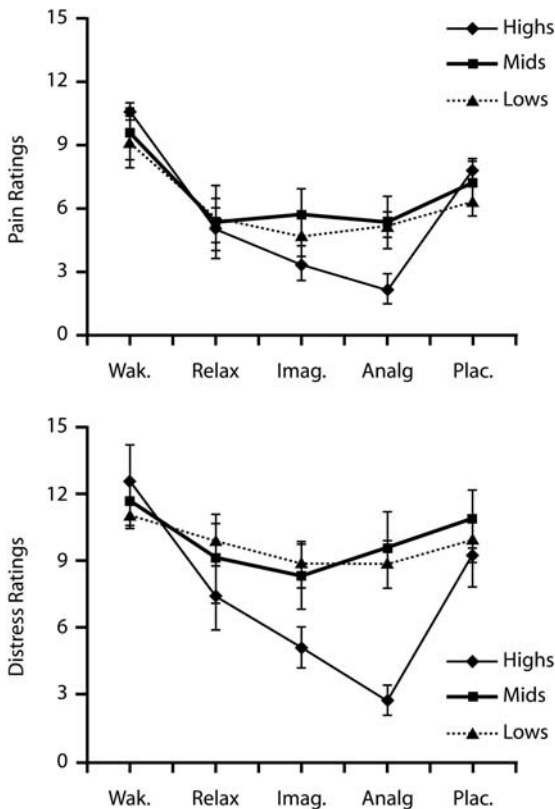 15
12
9
6
3
0
Pain Ratings
Highs
Mids
Lows
Wak. Relax Imag. Analg Plac.
15
12
9
6
3
0
Distress Ratings
Highs
Mids
Lows
Wak. Relax Imag. Analg Plac.